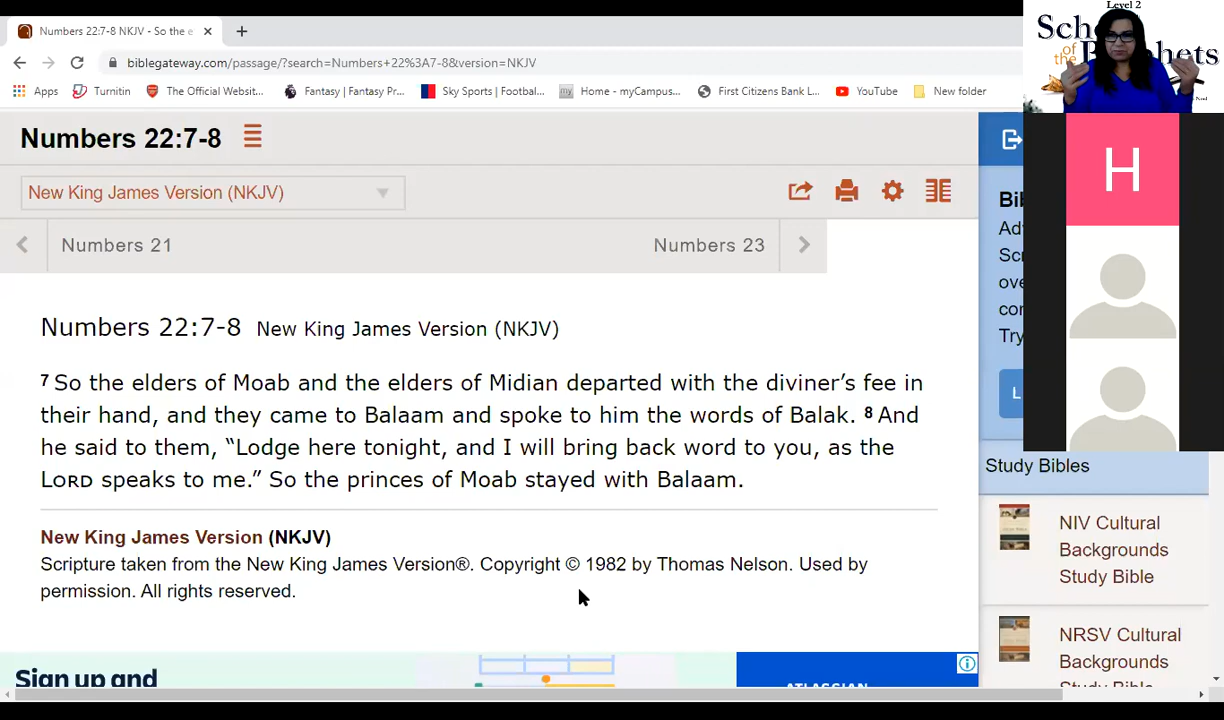 Numbers 22:7-8 NKJV - So the e
biblegateway.com/passage/?search=Numbers+22%3A7-8&version=NKJV
Apps Turnitin The Official Websit... Fantasy | Fantasy Pr... Sky Sports | Footbal... my Home - myCampus... First Citizens Bank L... YouTube New folder
Level 2
of the
H
Numbers 22:7-8
New King James Version (NKJV)
Numbers 21 Numbers 23
Numbers 22:7-8 New King James Version (NKJV)
7 So the elders of Moab and the elders of Midian departed with the diviner’s fee in
their hand, and they came to Balaam and spoke to him the words of Balak. 8 And
he said to them, “Lodge here tonight, and I will bring back word to you, as the
LORD speaks to me.” So the princes of Moab stayed with Balaam.
New King James Version (NKJV)
Scripture taken from the New King James Version®. Copyright © 1982 by Thomas Nelson. Used by
permission. All rights reserved.
Sign up and
ATLASSIAN
Study Bibles
NIV Cultural
Backgrounds
Study Bible
NRSV Cultural
Backgrounds
Study Bible